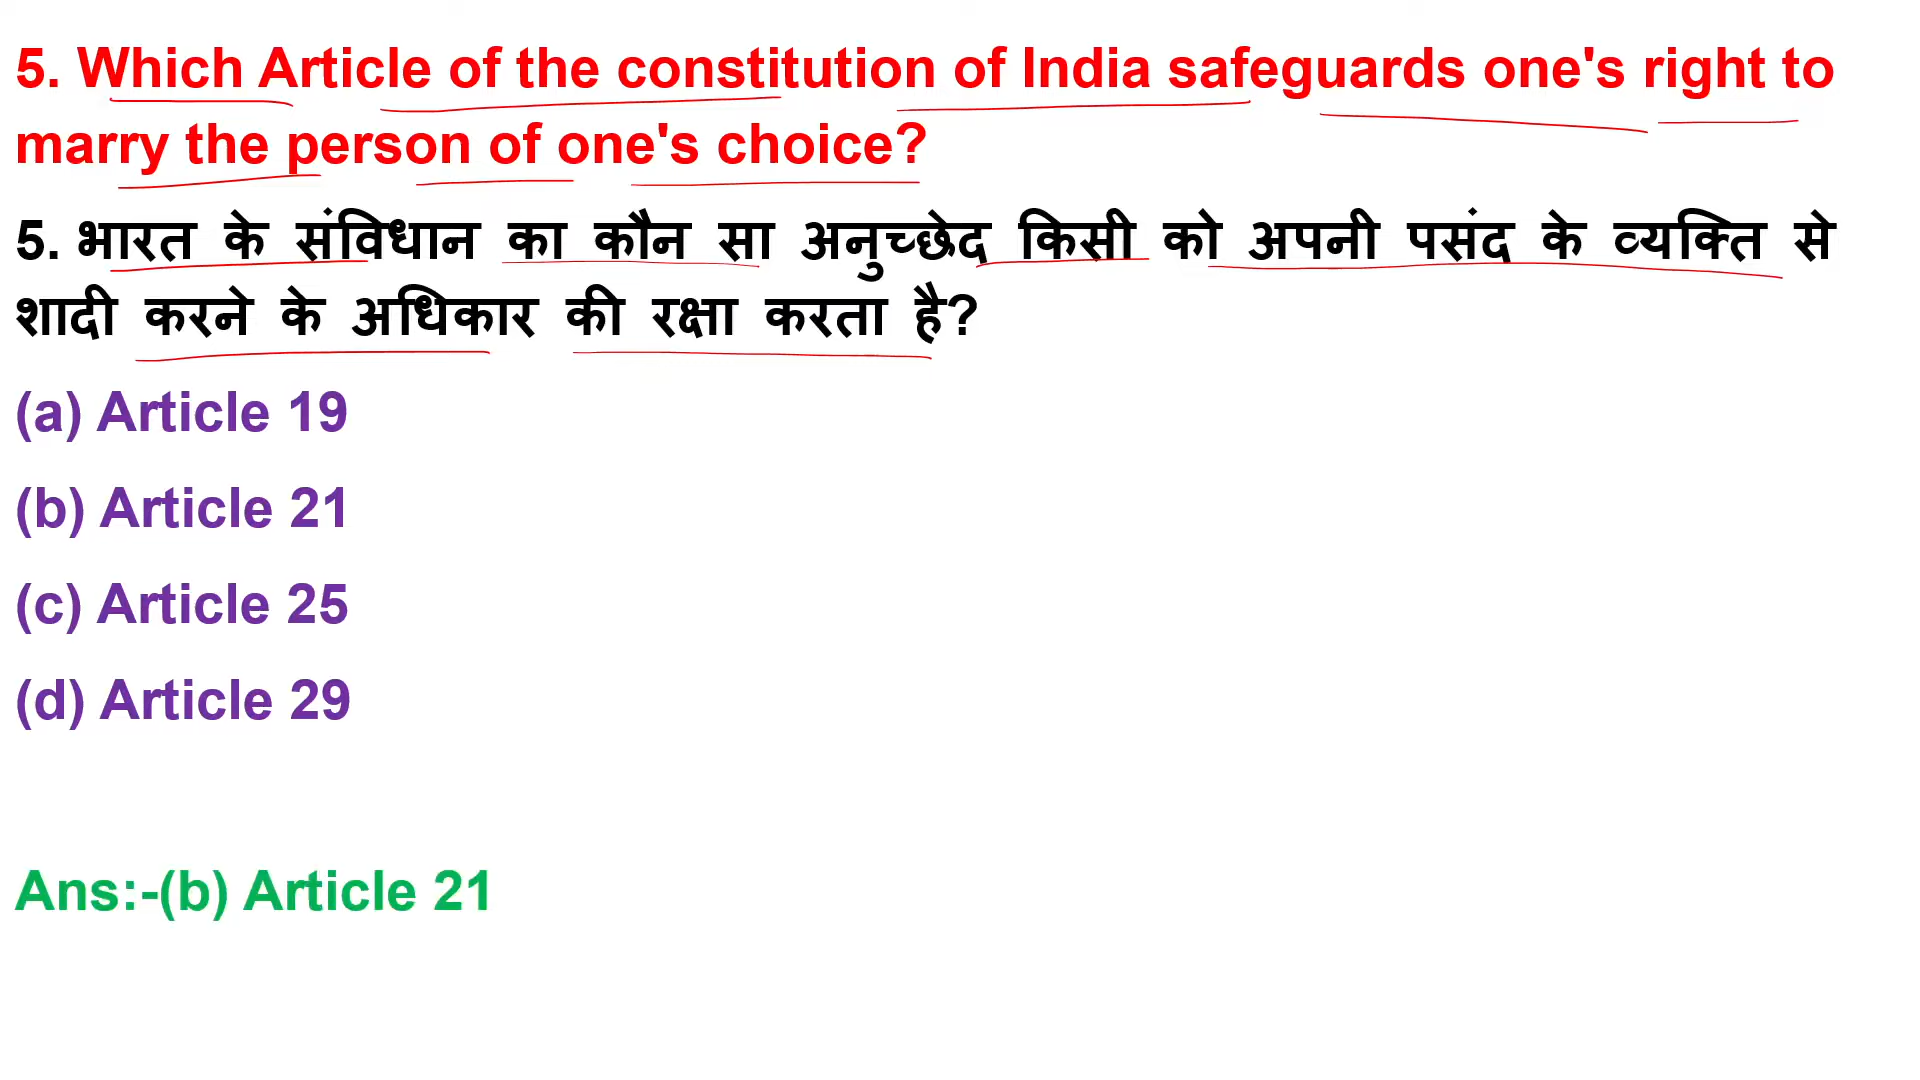 5. Which Article of the constitution of India safeguards one's right to
marry the person of one's choice?
5. भारत के संविधान का कौन सा अनुच्छेद किसी को अपनी पसंद के व्यक्ति से
शादी करने के अधिकार की रक्षा करता है?
(a) Article 19
(b) Article 21
(c) Article 25
(d) Article 29
Ans:-(b) Article 21